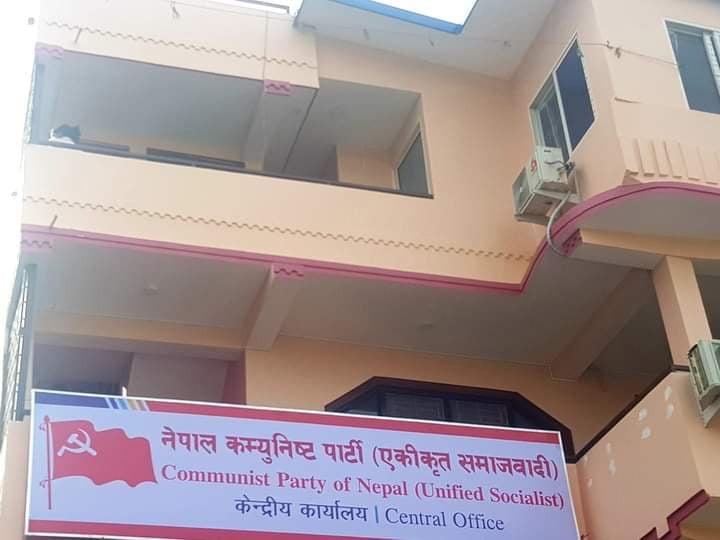 नेपाल कम्युनिष्ट पार्टी (एकीकृत समाजवादी)
Communist Party of Nepal (Unified Socialist)
केन्द्रीय कार्यालय | Central Office